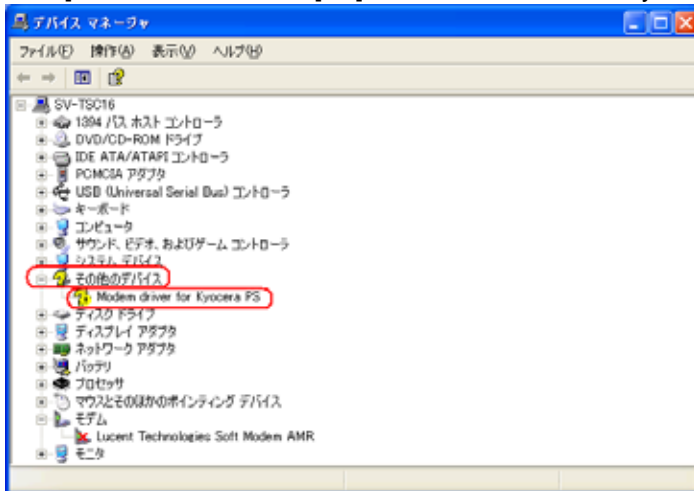 デバイス マネージャ
ファイル(F) 操作(A) 表示(V) ヘルプ(H)
SV-TSC16
1394 バス ホスト コントローラ
DVD/CD-ROM ドライブ
IDE ATA/ATAPI コントローラ
PCMCIA アダプタ
USB (Universal Serial Bus) コントローラ
キーボード
コンピュータ
サウンド、ビデオ、およびゲーム コントローラ
システム デバイス
その他のデバイス
Modem driver for Kyocera PS
ディスク ドライブ
ディスプレイ アダプタ
ネットワーク アダプタ
バッテリ
プロセッサ
マウスとそのほかのポインティング デバイス
モデム
Lucent Technologies Soft Modem AMR
モニタ